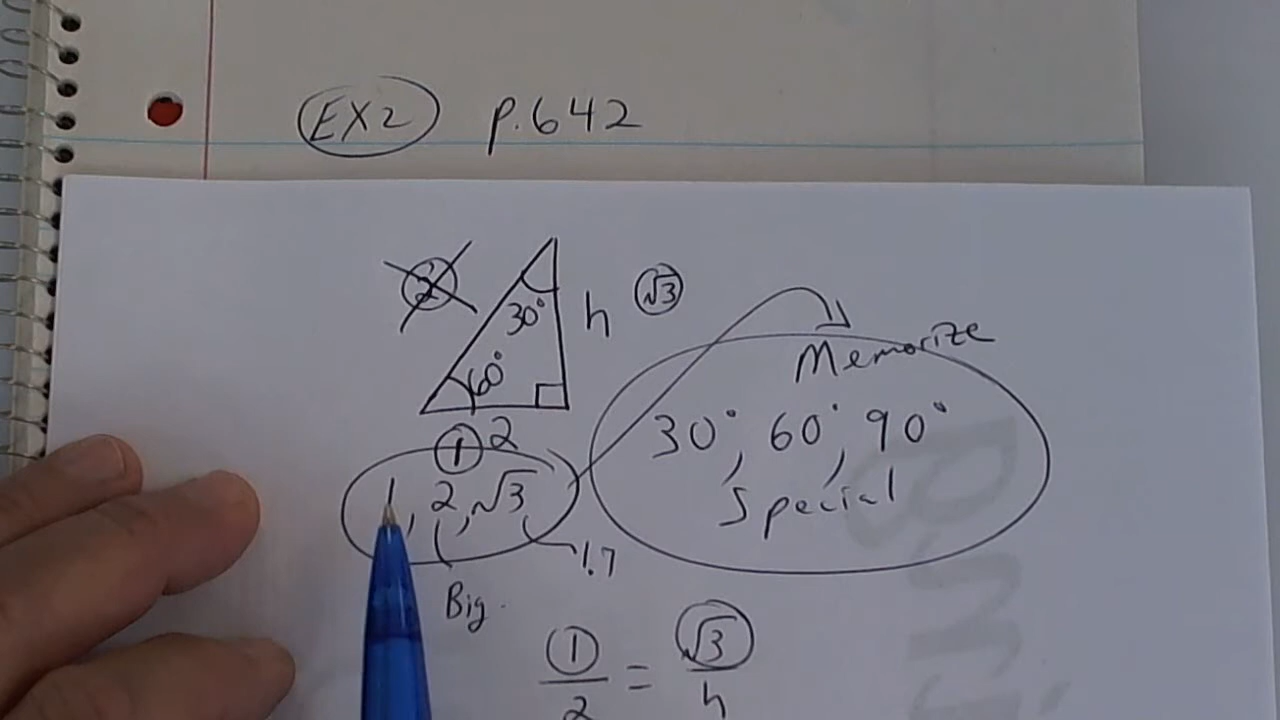 EX2 p.642
2
30°
h √3
60°
1 2
Memorize
30°, 60°, 90°
Special
1, 2, √3
1.7
Big.
1/2 = √3/h